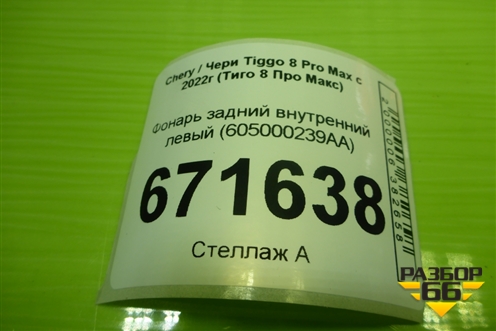 Chery / Чери Tiggo 8 Pro Max с
2022г (Тиго 8 Про Макс)
Фонарь задний внутренний
левый (605000239AA)
671638
Стеллаж А
2000006382658
РАЗБОР
66